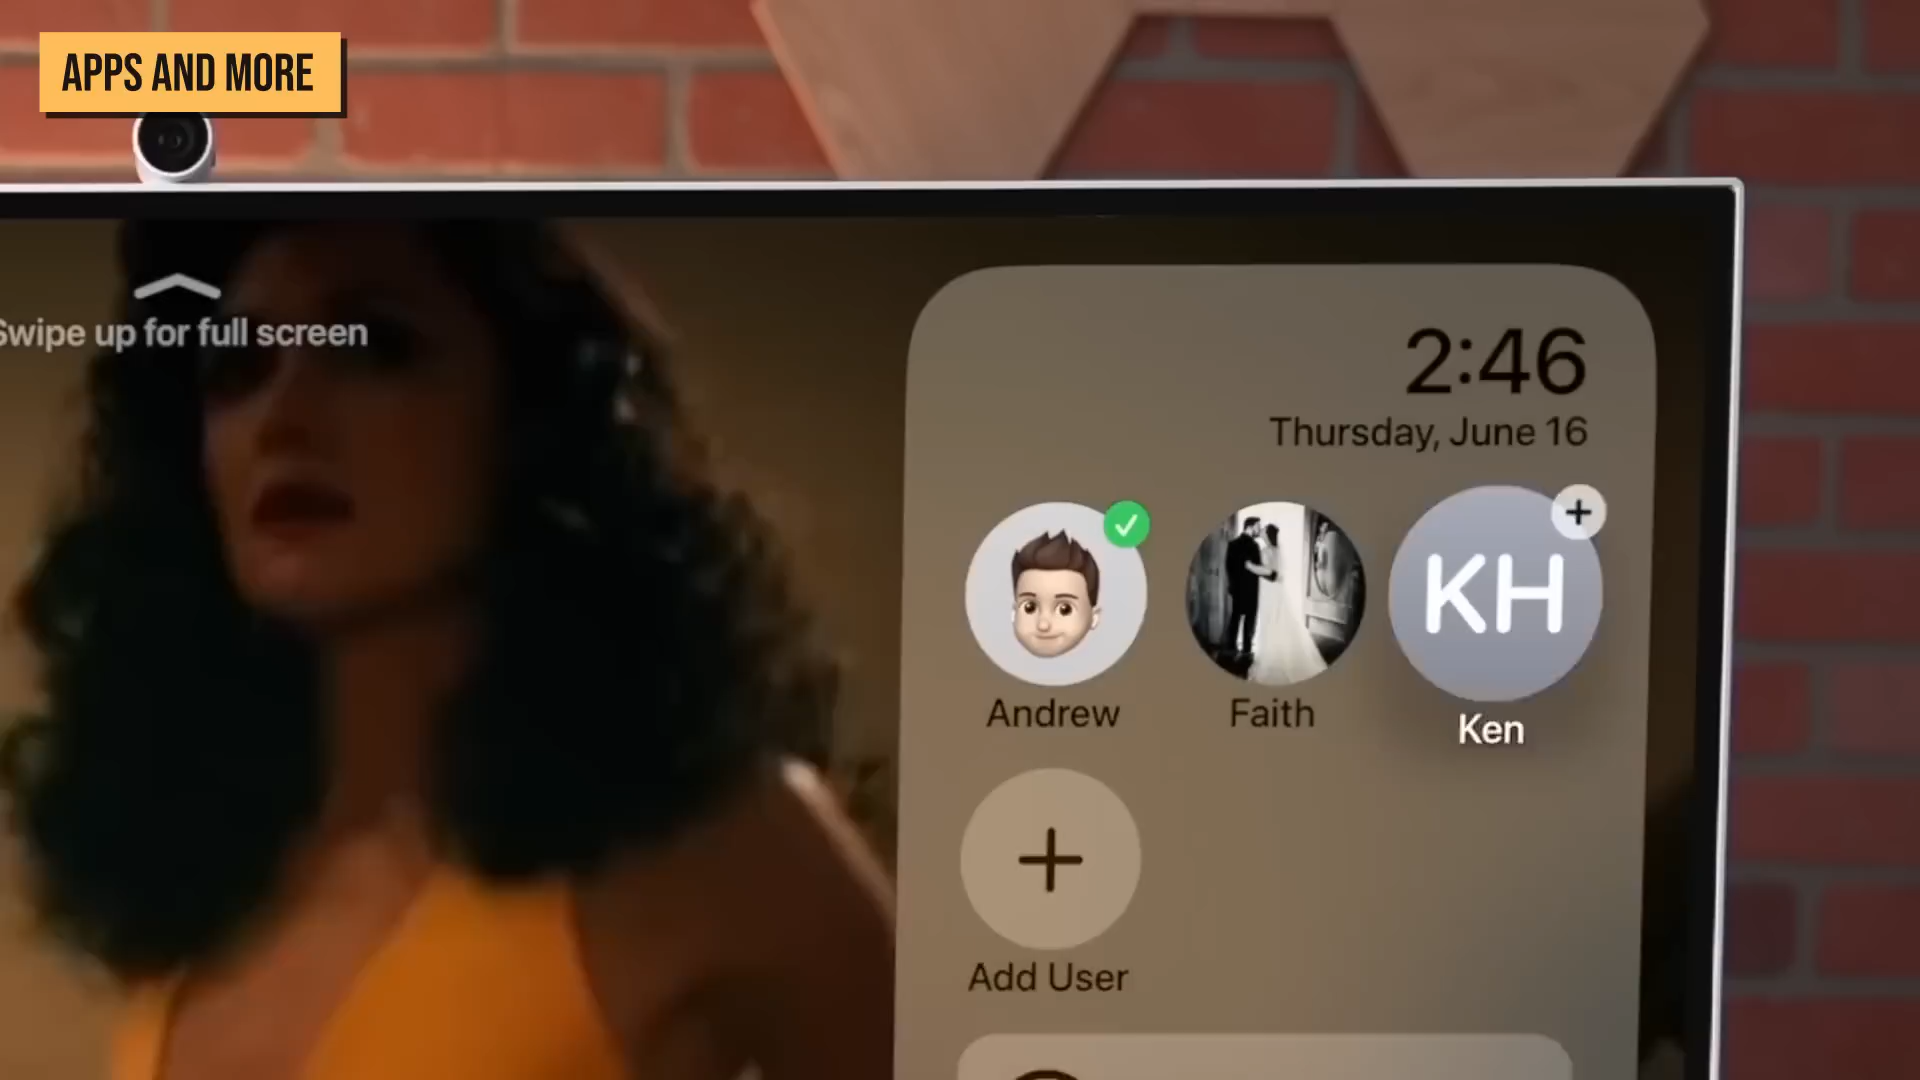 APPS AND MORE
Swipe up for full screen
2:46
Thursday, June 16
KH
Andrew
Faith
Ken
Add User